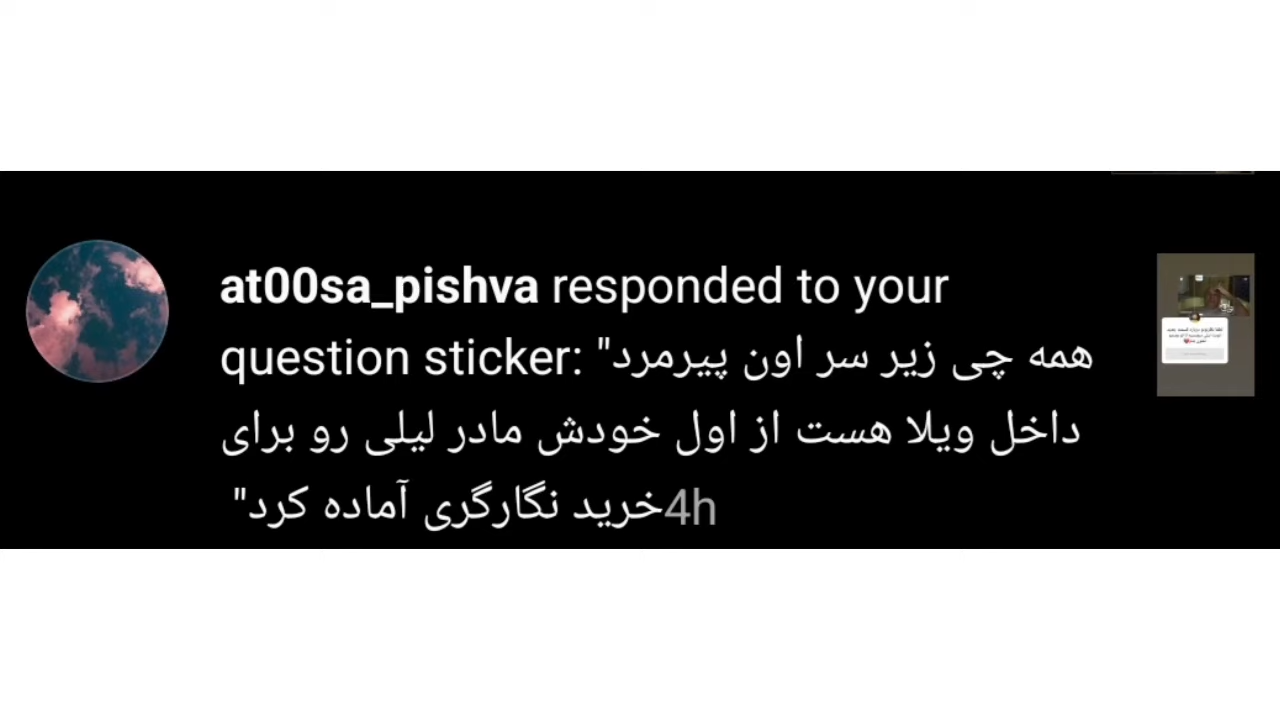 at00sa_pishva responded to your
question sticker: "همه چی زیر سر اون پیرمرد
داخل ویلا هست از اول خودش مادر لیلی رو برای
خرید نگارگری آماده کرد" 4h